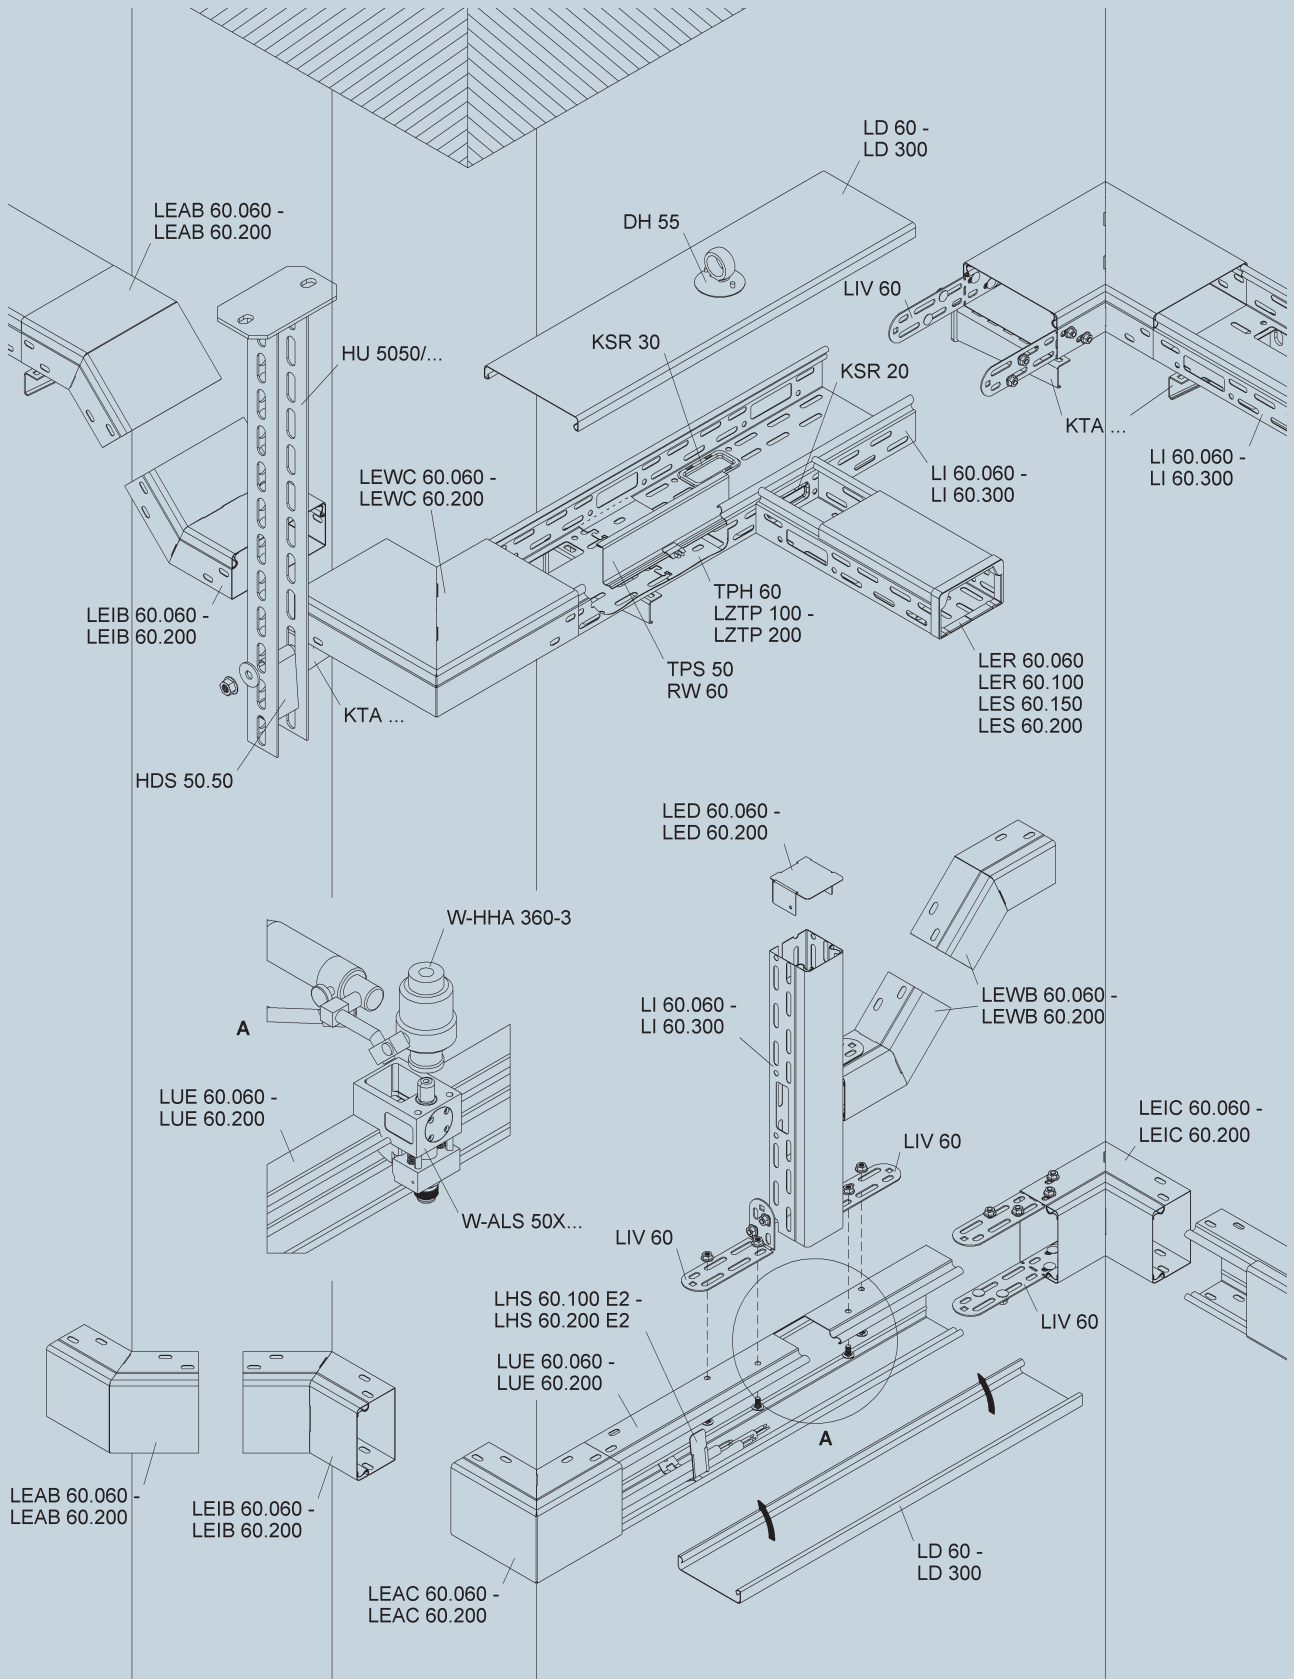 LD 60 -
LD 300
LEAB 60.060 -
LEAB 60.200
DH 55
LIV 60
HU 5050/...
KSR 30
KSR 20
KTA ...
LI 60.060 -
LI 60.300
LI 60.060 -
LI 60.300
LEWC 60.060 -
LEWC 60.200
LEIB 60.060 -
LEIB 60.200
TPH 60
LZTP 100 -
LZTP 200
TPS 50
RW 60
LER 60.060
LER 60.100
LES 60.150
LES 60.200
KTA ...
HDS 50.50
LED 60.060 -
LED 60.200
W-HHA 360-3
A
LI 60.060 -
LI 60.300
LEWB 60.060 -
LEWB 60.200
LUE 60.060 -
LUE 60.200
LEIC 60.060 -
LEIC 60.200
LIV 60
W-ALS 50X...
LIV 60
LHS 60.100 E2 -
LHS 60.200 E2
LIV 60
LUE 60.060 -
LUE 60.200
A
LEAB 60.060 -
LEAB 60.200
LEIB 60.060 -
LEIB 60.200
LD 60 -
LD 300
LEAC 60.060 -
LEAC 60.200